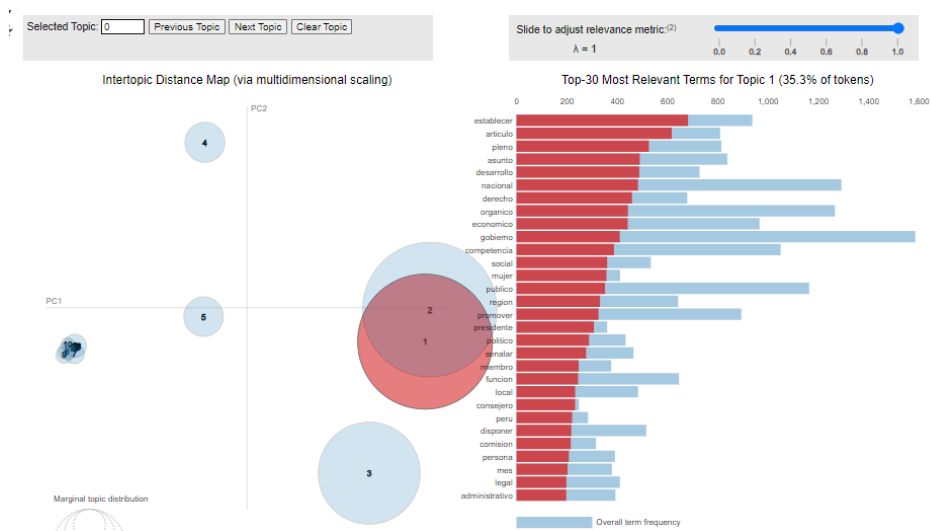 Selected Topic: 0 Previous Topic Next Topic Clear Topic
Slide to adjust relevance metric:(2)
λ = 1
0.0 0.2 0.4 0.6 0.8 1.0
Intertopic Distance Map (via multidimensional scaling)
PC2
PC1
4
5
2
1
3
10
Marginal topic distribution
Top-30 Most Relevant Terms for Topic 1 (35.3% of tokens)
0 200 400 600 800 1,000 1,200 1,400 1,600
establecer
articulo
pleno
asunto
desarrollo
nacional
derecho
organico
economico
gobierno
competencia
social
mujer
publico
region
promover
presidente
politico
senalar
miembro
funcion
local
consejero
peru
disponer
comision
persona
mes
legal
administrativo
Overall term frequency